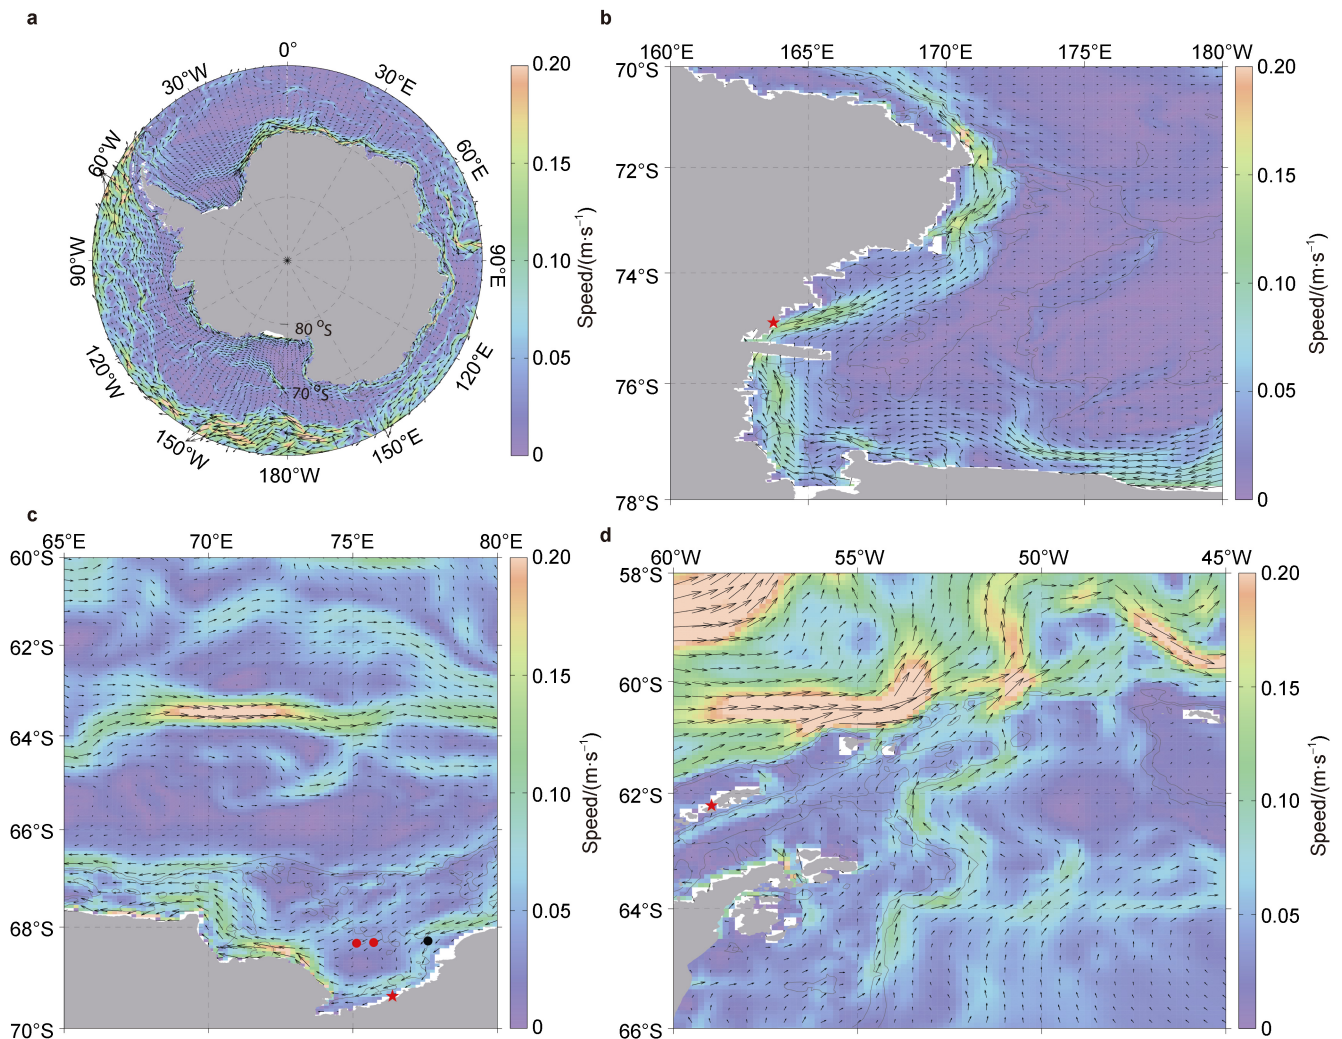 a
0°
30°W
30°E
60°W
60°E
90°W
90°E
80 °S
70 °S
120°W
120°E
150°W
150°E
180°W
0.20
0.15
0.10
0.05
0
Speed/(m·s⁻¹)
b
160°E
165°E
170°E
175°E
180°W
70°S
72°S
74°S
76°S
78°S
0.20
0.15
0.10
0.05
0
Speed/(m·s⁻¹)
c
65°E
70°E
75°E
80°E
60°S
62°S
64°S
66°S
68°S
70°S
0.20
0.15
0.10
0.05
0
Speed/(m·s⁻¹)
d
60°W
55°W
50°W
45°W
58°S
60°S
62°S
64°S
66°S
0.20
0.15
0.10
0.05
0
Speed/(m·s⁻¹)